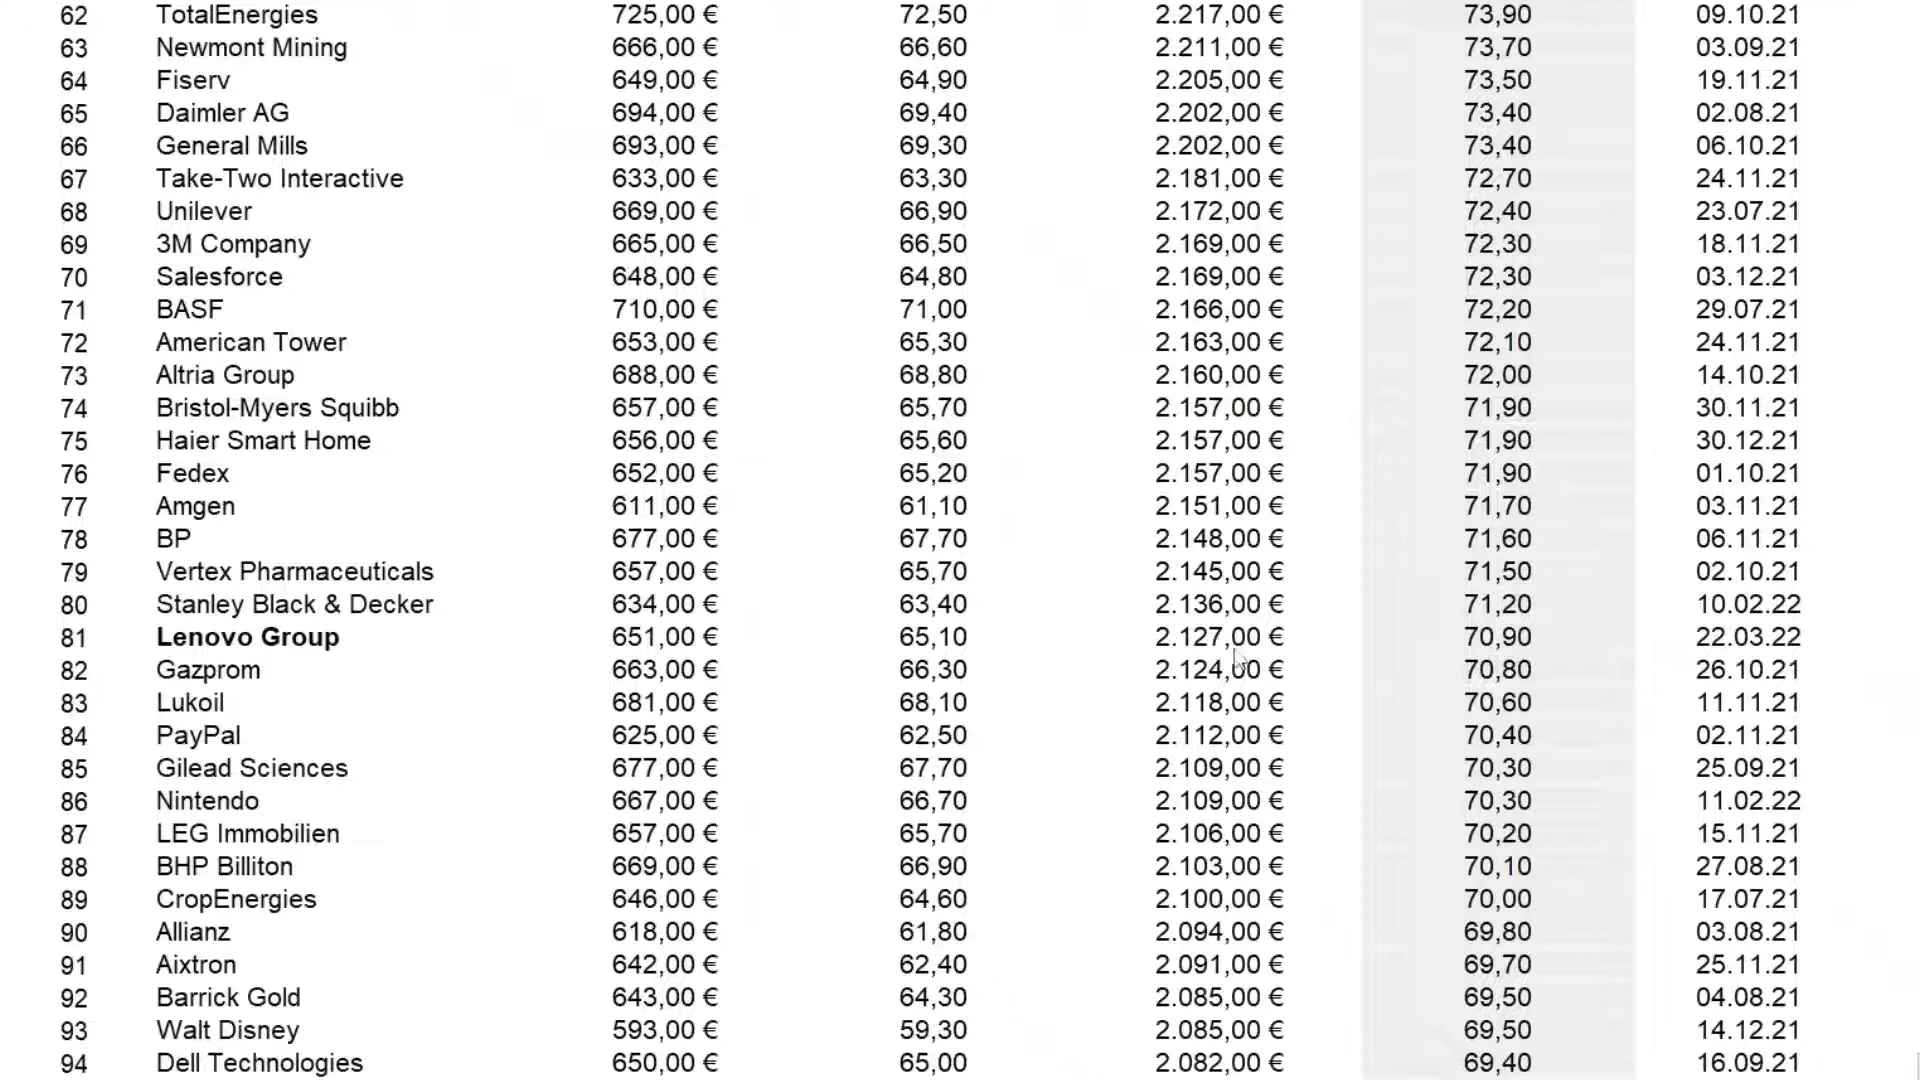 62 TotalEnergies 725,00 € 72,50 2.217,00 € 73,90 09.10.21
63 Newmont Mining 666,00 € 66,60 2.211,00 € 73,70 03.09.21
64 Fiserv 649,00 € 64,90 2.205,00 € 73,50 19.11.21
65 Daimler AG 694,00 € 69,40 2.202,00 € 73,40 02.08.21
66 General Mills 693,00 € 69,30 2.202,00 € 73,40 06.10.21
67 Take-Two Interactive 633,00 € 63,30 2.181,00 € 72,70 24.11.21
68 Unilever 669,00 € 66,90 2.172,00 € 72,40 23.07.21
69 3M Company 665,00 € 66,50 2.169,00 € 72,30 18.11.21
70 Salesforce 648,00 € 64,80 2.169,00 € 72,30 03.12.21
71 BASF 710,00 € 71,00 2.166,00 € 72,20 29.07.21
72 American Tower 653,00 € 65,30 2.163,00 € 72,10 24.11.21
73 Altria Group 688,00 € 68,80 2.160,00 € 72,00 14.10.21
74 Bristol-Myers Squibb 657,00 € 65,70 2.157,00 € 71,90 30.11.21
75 Haier Smart Home 656,00 € 65,60 2.157,00 € 71,90 30.12.21
76 Fedex 652,00 € 65,20 2.157,00 € 71,90 01.10.21
77 Amgen 611,00 € 61,10 2.151,00 € 71,70 03.11.21
78 BP 677,00 € 67,70 2.148,00 € 71,60 06.11.21
79 Vertex Pharmaceuticals 657,00 € 65,70 2.145,00 € 71,50 02.10.21
80 Stanley Black & Decker 634,00 € 63,40 2.136,00 € 71,20 10.02.22
81 Lenovo Group 651,00 € 65,10 2.127,00 € 70,90 22.03.22
82 Gazprom 663,00 € 66,30 2.124,00 € 70,80 26.10.21
83 Lukoil 681,00 € 68,10 2.118,00 € 70,60 11.11.21
84 PayPal 625,00 € 62,50 2.112,00 € 70,40 02.11.21
85 Gilead Sciences 677,00 € 67,70 2.109,00 € 70,30 25.09.21
86 Nintendo 667,00 € 66,70 2.109,00 € 70,30 11.02.22
87 LEG Immobilien 657,00 € 65,70 2.106,00 € 70,20 15.11.21
88 BHP Billiton 669,00 € 66,90 2.103,00 € 70,10 27.08.21
89 CropEnergies 646,00 € 64,60 2.100,00 € 70,00 17.07.21
90 Allianz 618,00 € 61,80 2.094,00 € 69,80 03.08.21
91 Aixtron 642,00 € 62,40 2.091,00 € 69,70 25.11.21
92 Barrick Gold 643,00 € 64,30 2.085,00 € 69,50 04.08.21
93 Walt Disney 593,00 € 59,30 2.085,00 € 69,50 14.12.21
94 Dell Technologies 650,00 € 65,00 2.082,00 € 69,40 16.09.21